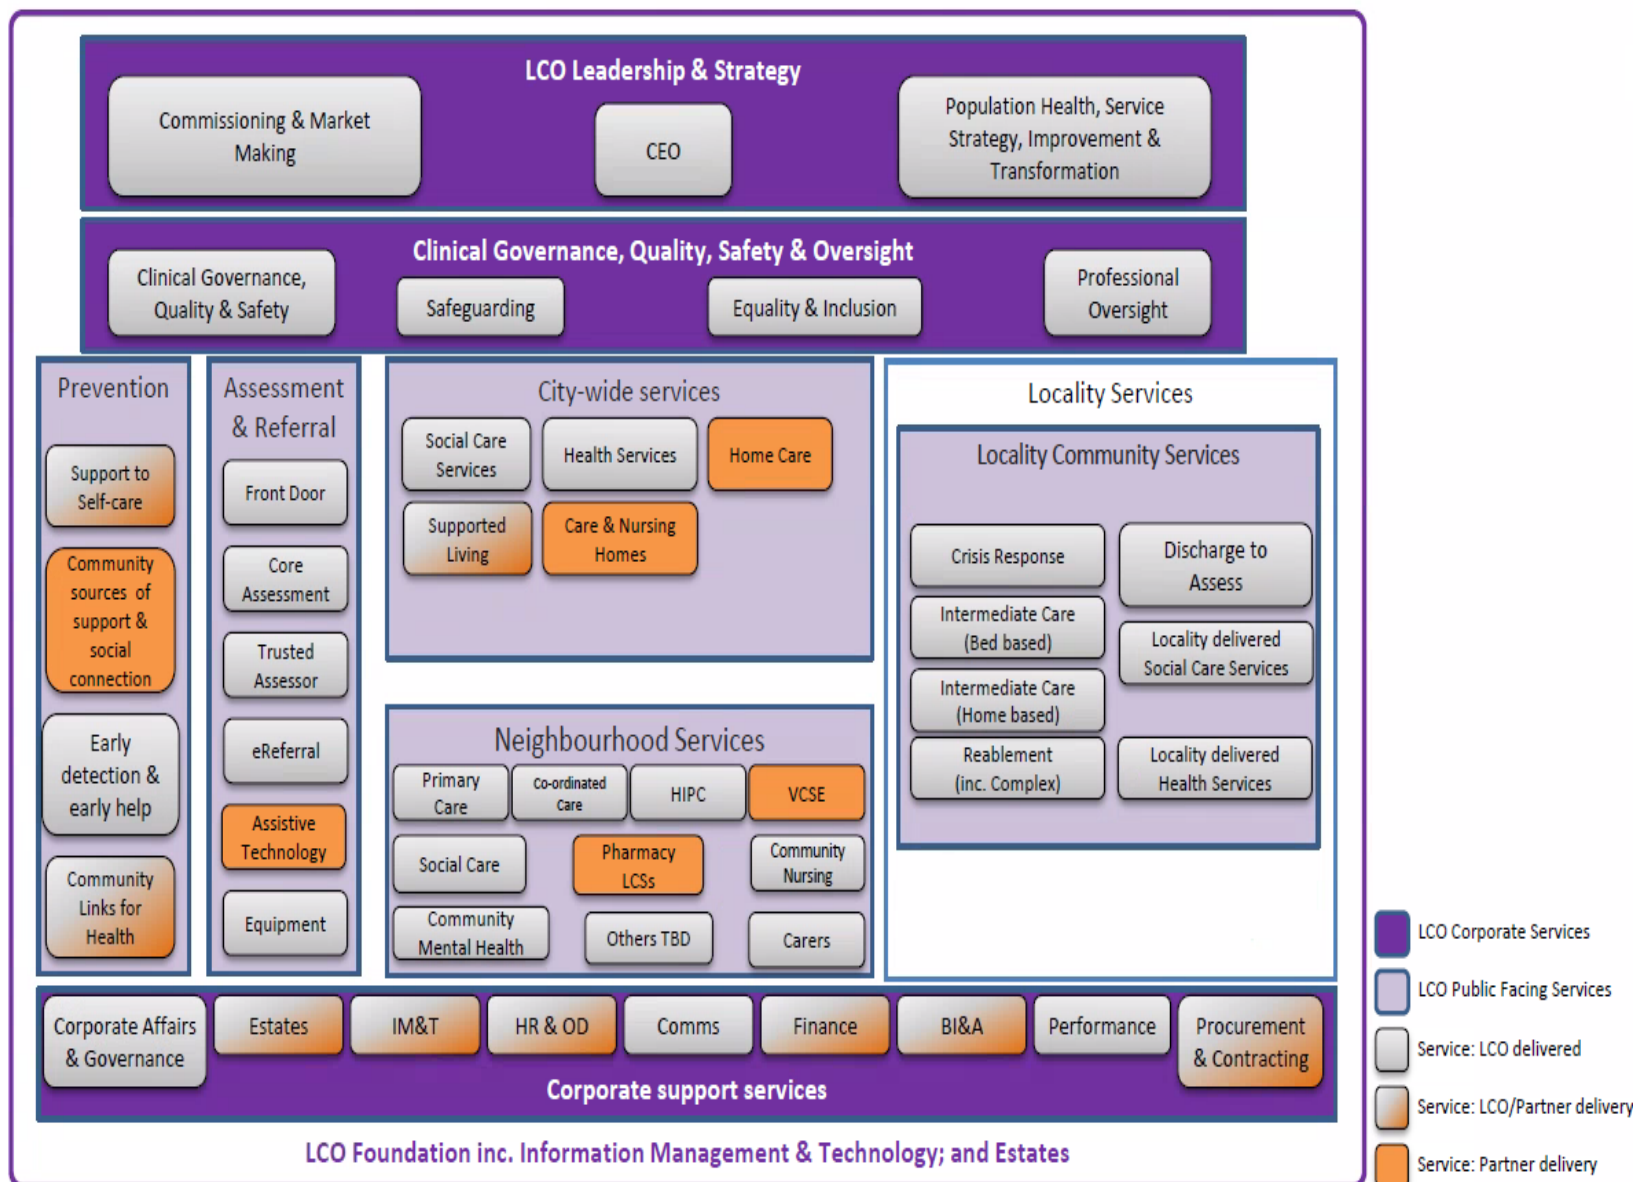 LCO Leadership & Strategy
Commissioning & Market
Making
CEO
Population Health, Service
Strategy, Improvement &
Transformation
Clinical Governance, Quality, Safety & Oversight
Clinical Governance,
Quality & Safety
Safeguarding
Equality & Inclusion
Professional
Oversight
Prevention
Support to
Self-care
Community
sources of
support &
social
connection
Early
detection &
early help
Community
Links for
Health
Assessment
& Referral
Front Door
Core
Assessment
Trusted
Assessor
eReferral
Assistive
Technology
Equipment
City-wide services
Social Care
Services
Health Services
Home Care
Supported
Living
Care & Nursing
Homes
Neighbourhood Services
Primary
Care
Co-ordinated
Care
HIPC
VCSE
Social Care
Pharmacy
LCSs
Community
Nursing
Community
Mental Health
Others TBD
Carers
Locality Services
Locality Community Services
Crisis Response
Discharge to
Assess
Intermediate Care
(Bed based)
Locality delivered
Social Care Services
Intermediate Care
(Home based)
Reablement
(inc. Complex)
Locality delivered
Health Services
Corporate Affairs
& Governance
Estates
IM&T
HR & OD
Comms
Finance
BI&A
Performance
Procurement
& Contracting
Corporate support services
LCO Foundation inc. Information Management & Technology; and Estates
LCO Corporate Services
LCO Public Facing Services
Service: LCO delivered
Service: LCO/Partner delivery
Service: Partner delivery